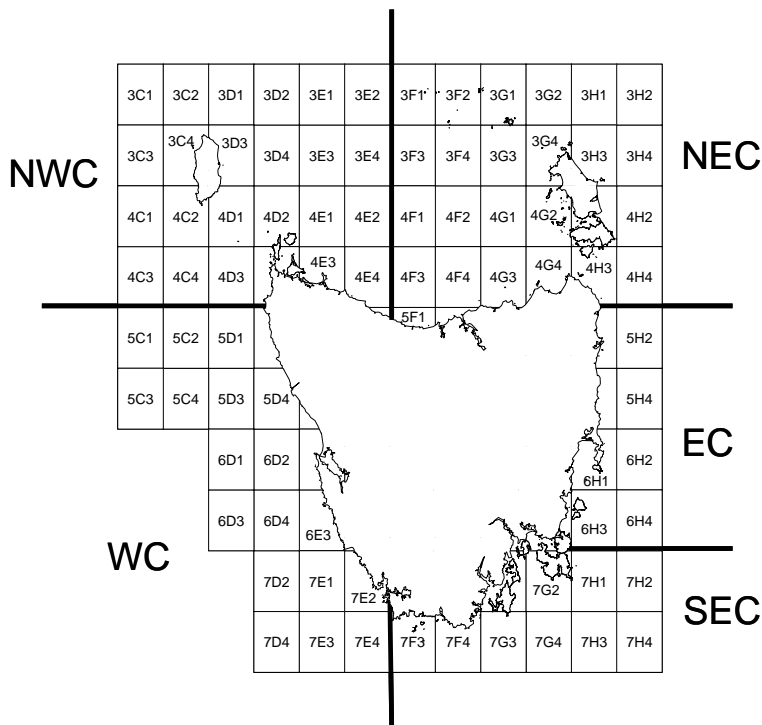 3C1 3C2 3D1 3D2 3E1 3E2 3F1 3F2 3G1 3G2 3H1 3H2
3C4 3D3 3G4
NWC 3C3 3D4 3E3 3E4 3F3 3F4 3G3 3H3 3H4 NEC
4C1 4C2 4D1 4D2 4E1 4E2 4F1 4F2 4G1 4G2 4H2
4E3 4G4 4H3
4C3 4C4 4D3 4E4 4F3 4F4 4G3 4H4
5F1
5C1 5C2 5D1 5H2
5C3 5C4 5D3 5D4 5H4
6D1 6D2 6H2 EC
6H1
6D3 6D4 6E3 6H3 6H4
WC
7D2 7E1 7E2 7G2 7H1 7H2
SEC
7D4 7E3 7E4 7F3 7F4 7G3 7G4 7H3 7H4